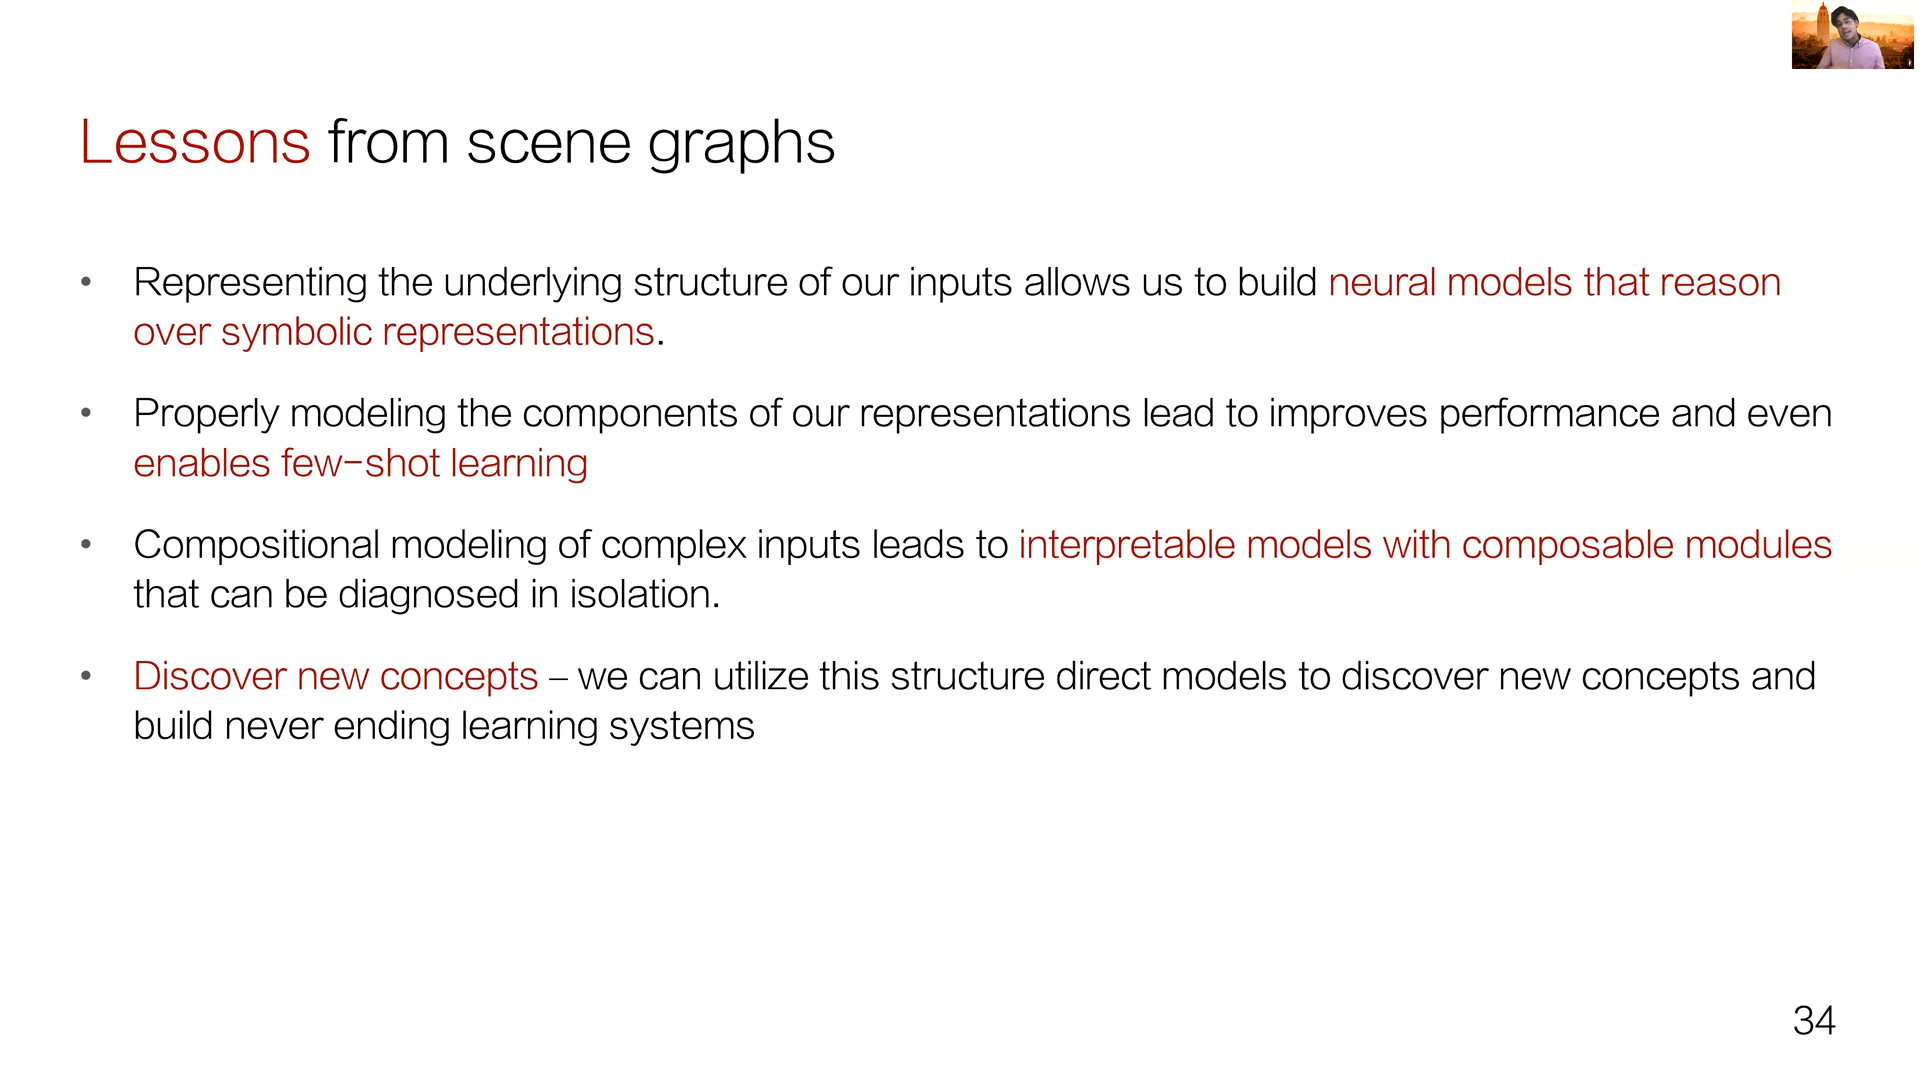 Lessons from scene graphs
• Representing the underlying structure of our inputs allows us to build neural models that reason
over symbolic representations.
• Properly modeling the components of our representations lead to improves performance and even
enables few-shot learning
• Compositional modeling of complex inputs leads to interpretable models with composable modules
that can be diagnosed in isolation.
• Discover new concepts – we can utilize this structure direct models to discover new concepts and
build never ending learning systems
34